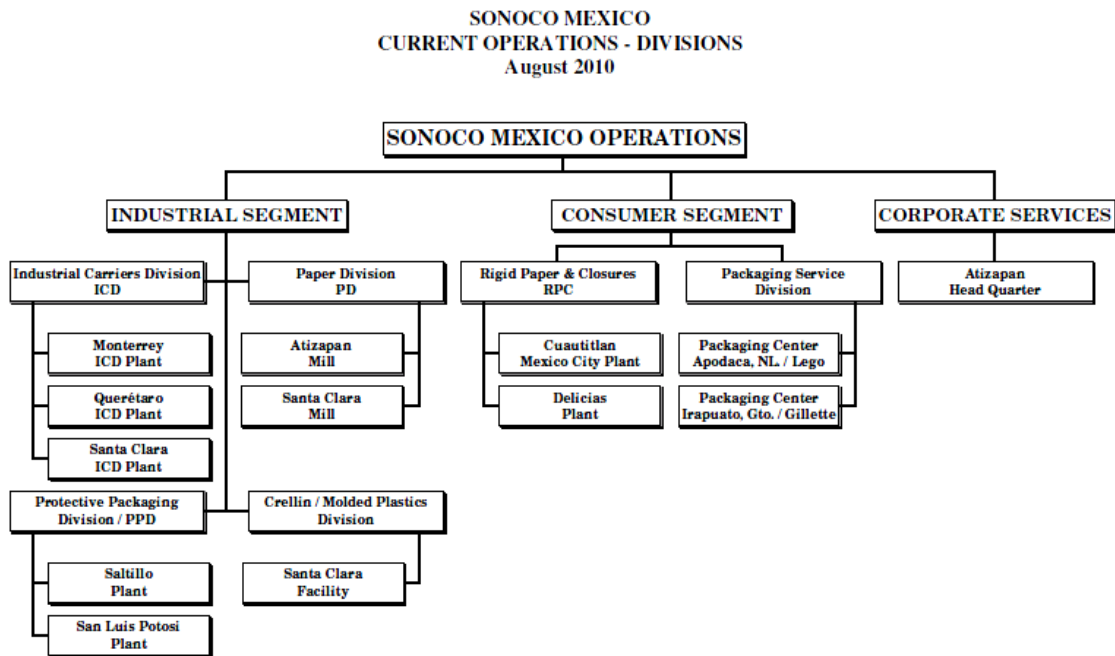 SONOCO MEXICO
CURRENT OPERATIONS - DIVISIONS
August 2010
SONOCO MEXICO OPERATIONS
INDUSTRIAL SEGMENT
CONSUMER SEGMENT
CORPORATE SERVICES
Industrial Carriers Division
ICD
Paper Division
PD
Rigid Paper & Closures
RPC
Packaging Service
Division
Atizapan
Head Quarter
Monterrey
ICD Plant
Atizapan
Mill
Cuautitlan
Mexico City Plant
Packaging Center
Apodaca, NL. / Lego
Querétaro
ICD Plant
Santa Clara
Mill
Delicias
Plant
Packaging Center
Irapuato, Gto. / Gillette
Santa Clara
ICD Plant
Protective Packaging
Division / PPD
Crellin / Molded Plastics
Division
Saltillo
Plant
Santa Clara
Facility
San Luis Potosi
Plant